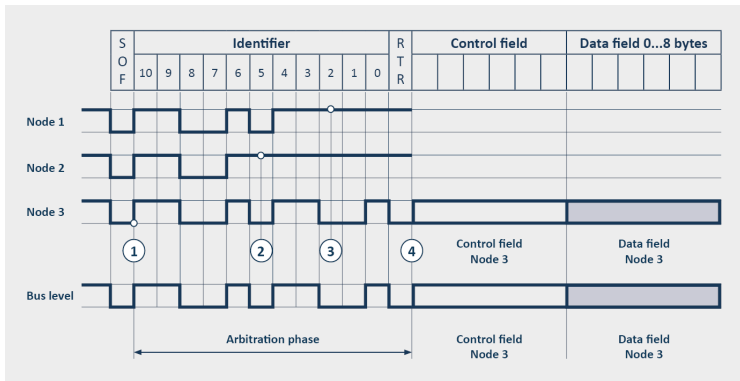 S
O
F
Identifier
R
T
R
Control field
Data field 0...8 bytes
10 9 8 7 6 5 4 3 2 1 0
Node 1
Node 2
Node 3
1 2 3 4
Control field
Node 3
Data field
Node 3
Bus level
Arbitration phase
Control field
Node 3
Data field
Node 3